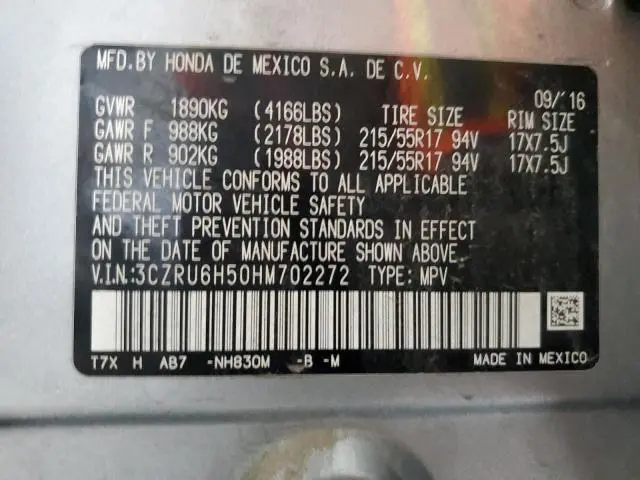 MFD.BY HONDA DE MEXICO S.A. DE C.V.
09/'16
GVWR 1890KG (4166LBS) TIRE SIZE RIM SIZE
GAWR F 988KG (2178LBS) 215/55R17 94V 17X7.5J
GAWR R 902KG (1988LBS) 215/55R17 94V 17X7.5J
THIS VEHICLE CONFORMS TO ALL APPLICABLE
FEDERAL MOTOR VEHICLE SAFETY
AND THEFT PREVENTION STANDARDS IN EFFECT
ON THE DATE OF MANUFACTURE SHOWN ABOVE.
V.I.N.:3CZRU6H50HM702272 TYPE: MPV
T7X H AB7 -NH830M -B -M MADE IN MEXICO